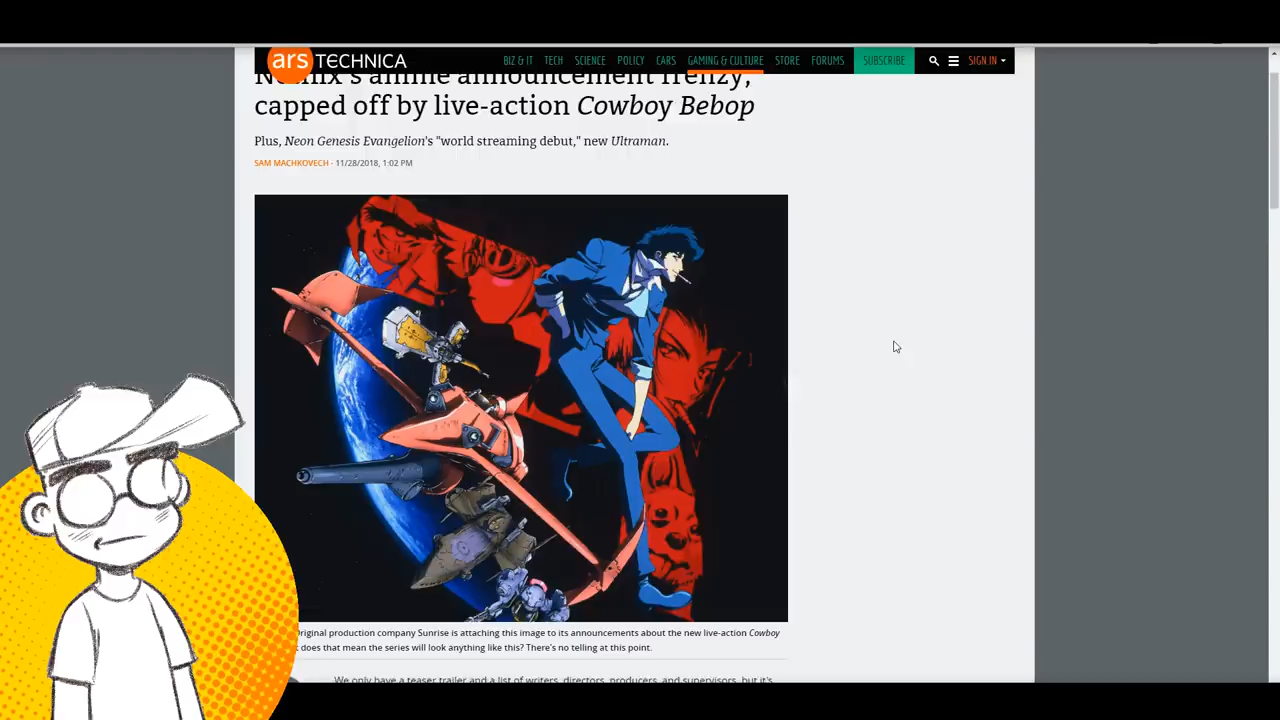 ars TECHNICA
BIZ & IT TECH SCIENCE POLICY CARS GAMING & CULTURE STORE FORUMS SUBSCRIBE SIGN IN
Netflix's anime announcement frenzy,
capped off by live-action Cowboy Bebop
Plus, Neon Genesis Evangelion's "world streaming debut," new Ultraman.
SAM MACHKOVECH - 11/28/2018, 1:02 PM
original production company Sunrise is attaching this image to its announcements about the new live-action Cowboy
does that mean the series will look anything like this? There's no telling at this point.
We only have a teaser trailer and a list of writers, directors, producers, and supervisors, but it's